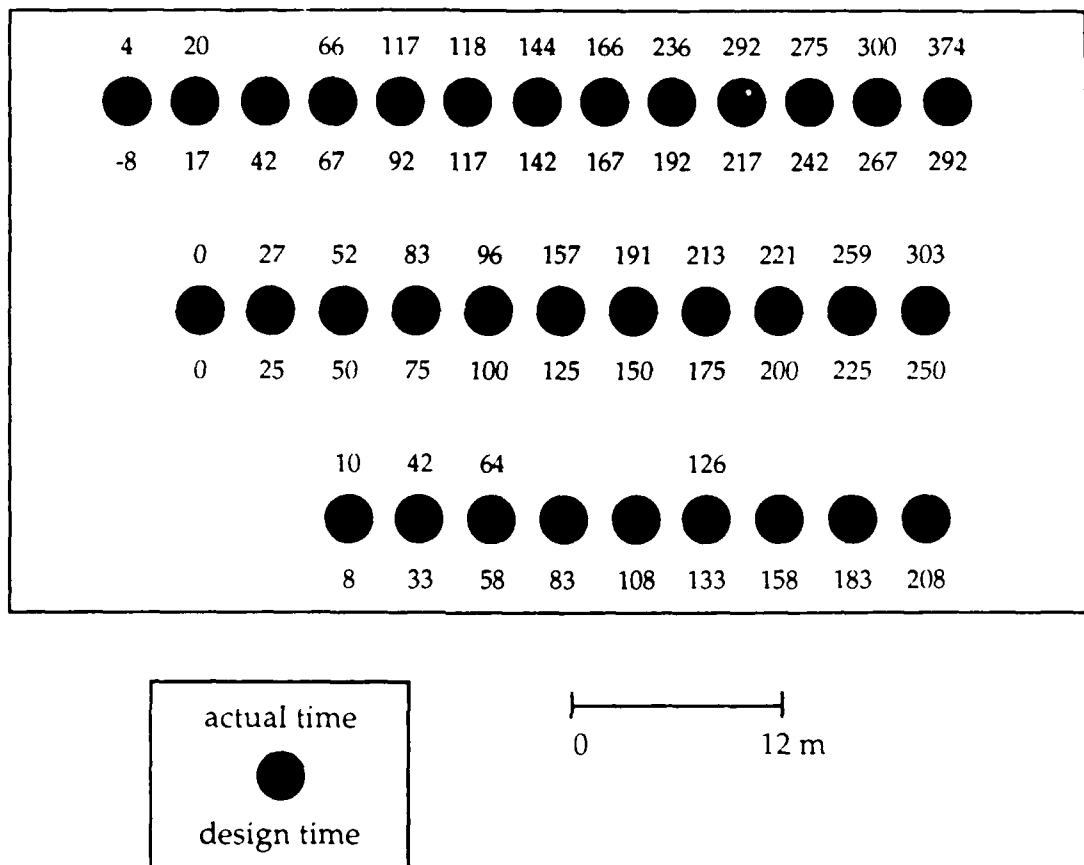 4 20 66 117 118 144 166 236 292 275 300 374
-8 17 42 67 92 117 142 167 192 217 242 267 292
0 27 52 83 96 157 191 213 221 259 303
0 25 50 75 100 125 150 175 200 225 250
10 42 64 126
8 33 58 83 108 133 158 183 208
actual time
design time
0 12 m